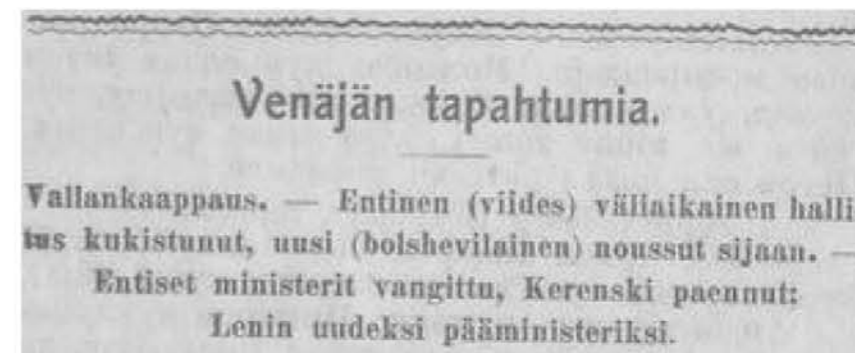 Venäjän tapahtumia.
Vallankaappaus. — Entinen (viides) väliaikainen halli
tus kukistunut, uusi (bolshevilainen) noussut sijaan. —
Entiset ministerit vangittu, Kerenski paennut:
Lenin uudeksi pääministeriksi.